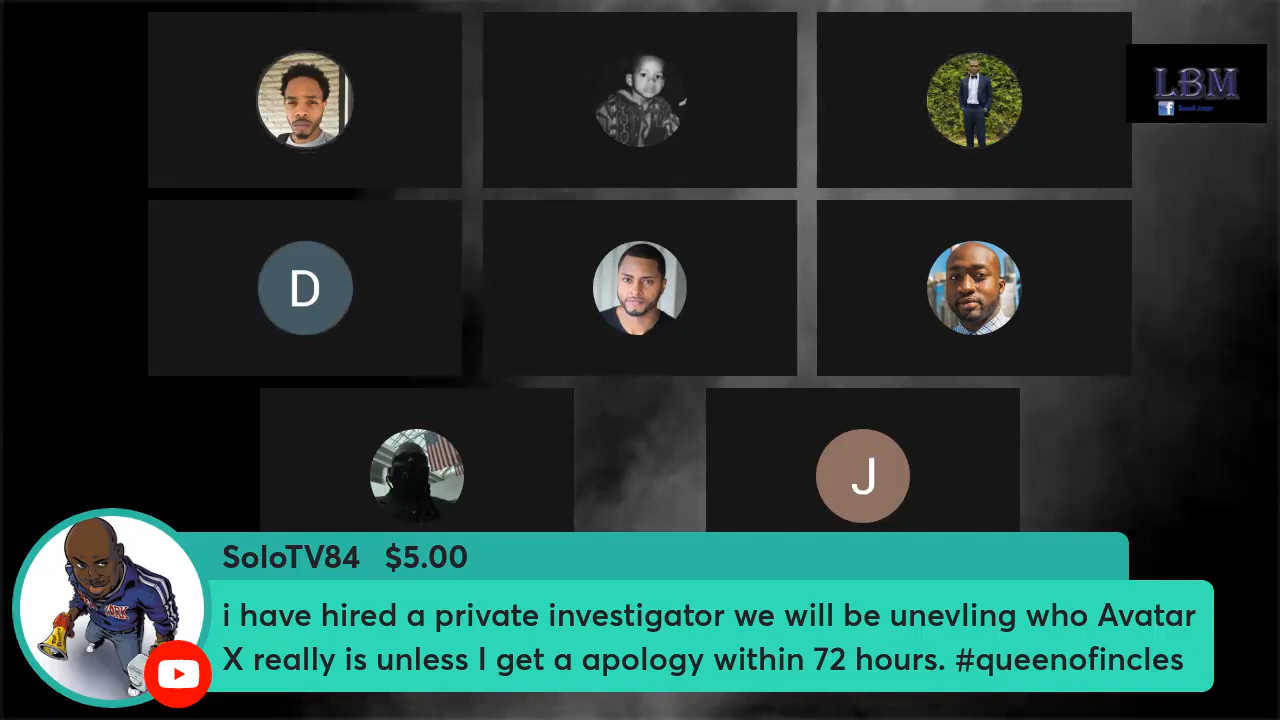 LBM
D
J
SoloTV84 $5.00
i have hired a private investigator we will be unevling who Avatar
X really is unless I get a apology within 72 hours. #queenofincles